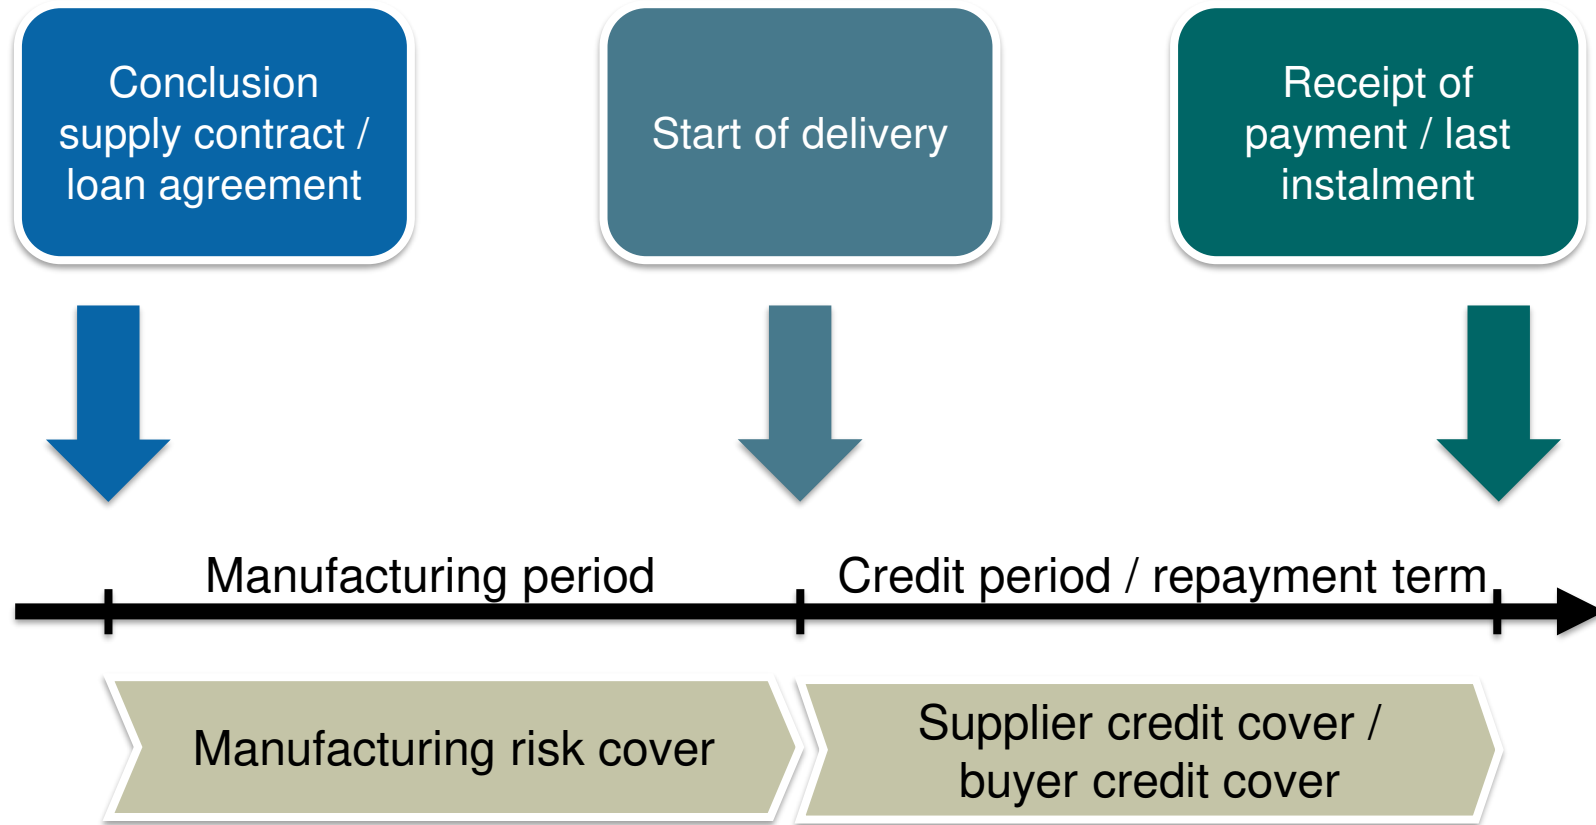 Conclusion
supply contract /
loan agreement
Start of delivery
Receipt of
payment / last
instalment
Manufacturing period
Credit period / repayment term
Manufacturing risk cover
Supplier credit cover /
buyer credit cover